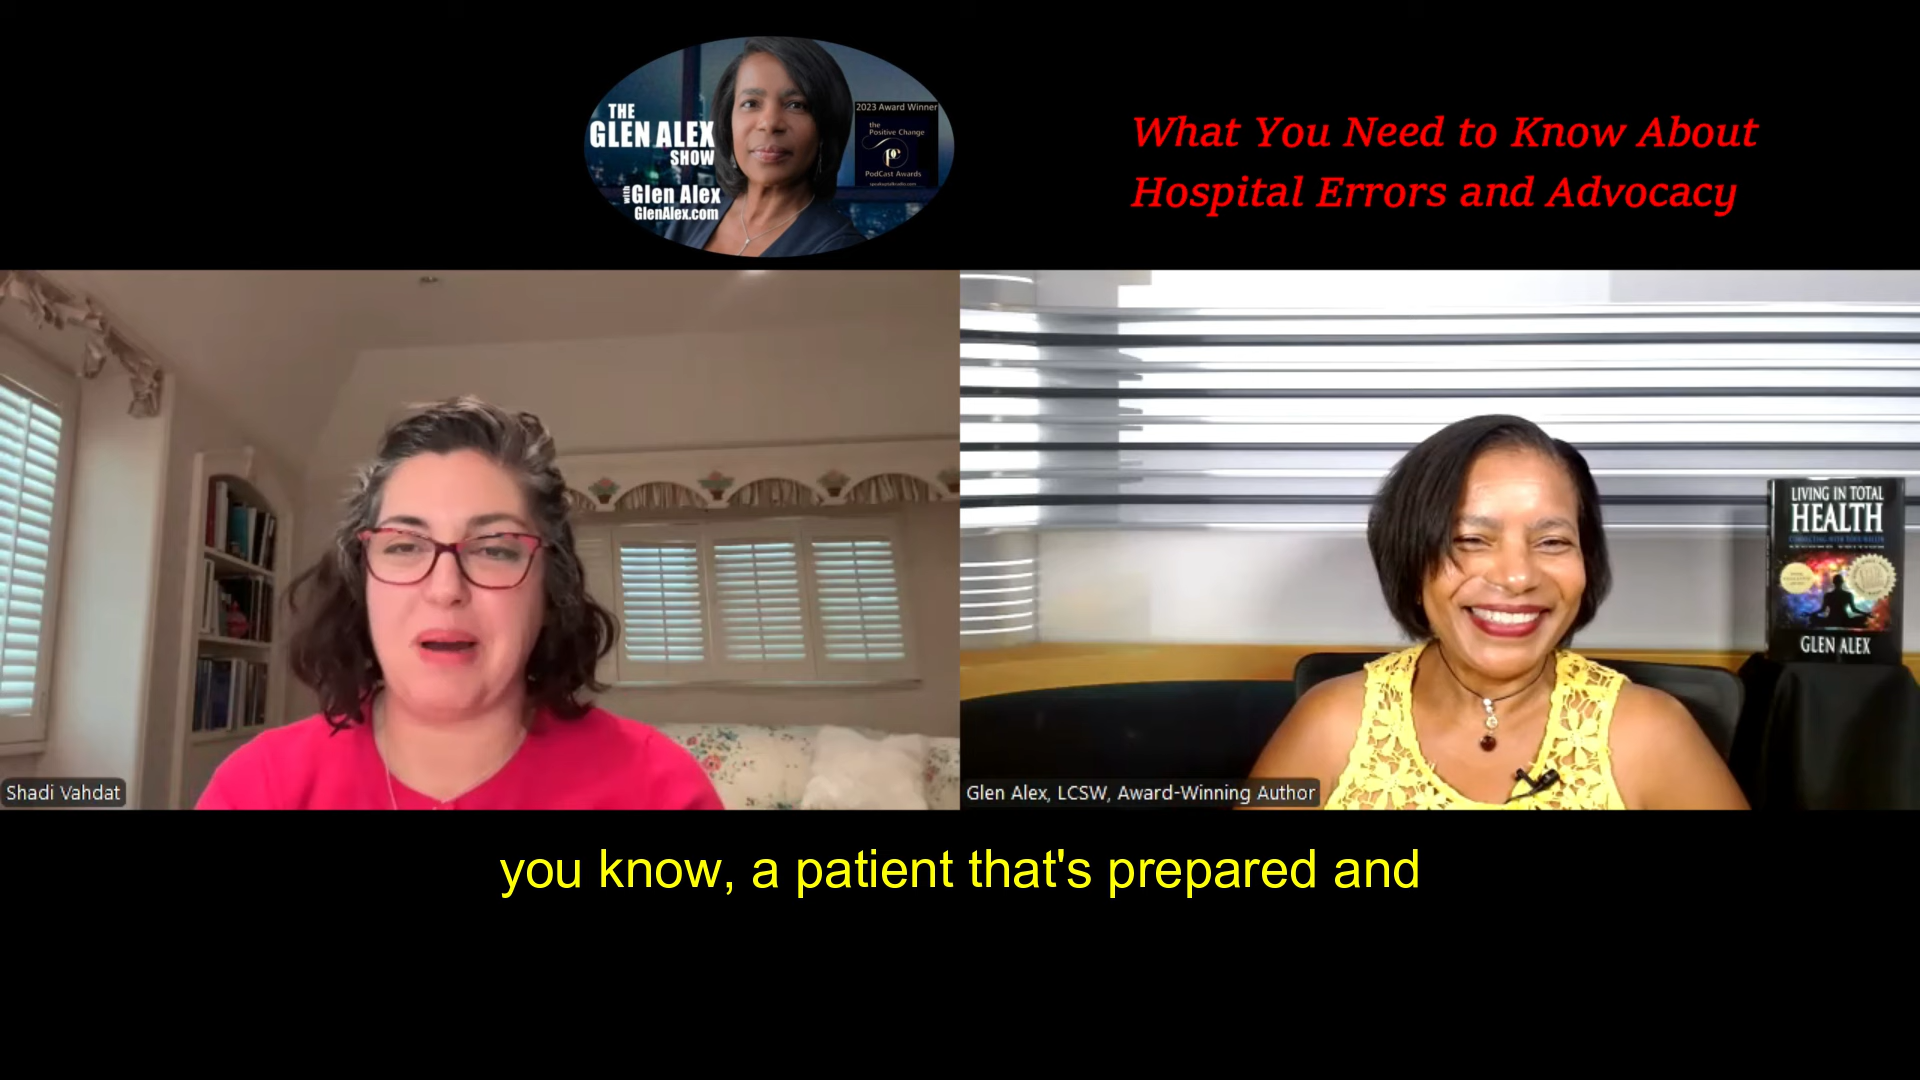 THE
GLEN ALEX
SHOW
with Glen Alex
GlenAlex.com
2023 Award Winner
the
Positive Change
pc
PodCast Awards
What You Need to Know About
Hospital Errors and Advocacy
LIVING IN TOTAL
HEALTH
GLEN ALEX
Shadi Vahdat
Glen Alex, LCSW, Award-Winning Author
you know, a patient that's prepared and